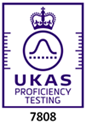 UKAS
PROFICIENCY
TESTING
7808